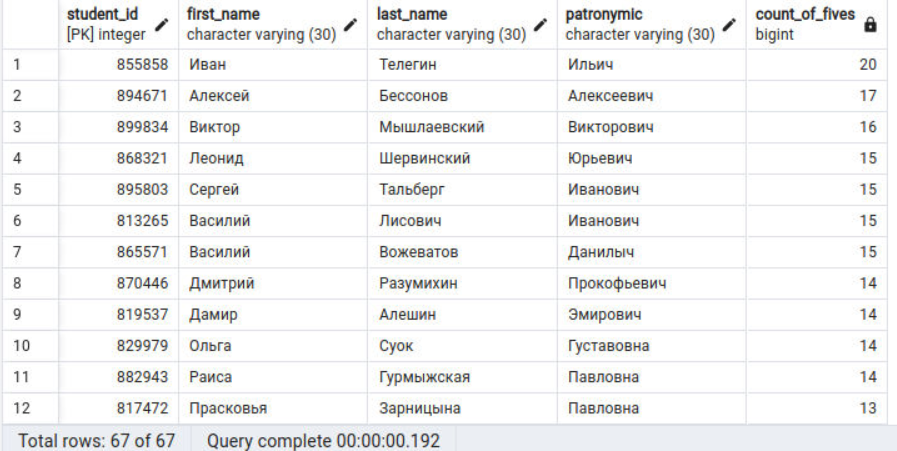 student_id first_name last_name patronymic count_of_fives
[PK] integer character varying (30) character varying (30) character varying (30) bigint
1 855858 Иван Телегин Ильич 20
2 894671 Алексей Бессонов Алексеевич 17
3 899834 Виктор Мышлаевский Викторович 16
4 868321 Леонид Шервинский Юрьевич 15
5 895803 Сергей Тальберг Иванович 15
6 813265 Василий Лисович Иванович 15
7 865571 Василий Вожеватов Данилыч 15
8 870446 Дмитрий Разумихин Прокофьевич 14
9 819537 Дамир Алешин Эмирович 14
10 829979 Ольга Суок Густавовна 14
11 882943 Раиса Гурмыжская Павловна 14
12 817472 Прасковья Зарницына Павловна 13
Total rows: 67 of 67 Query complete 00:00:00.192